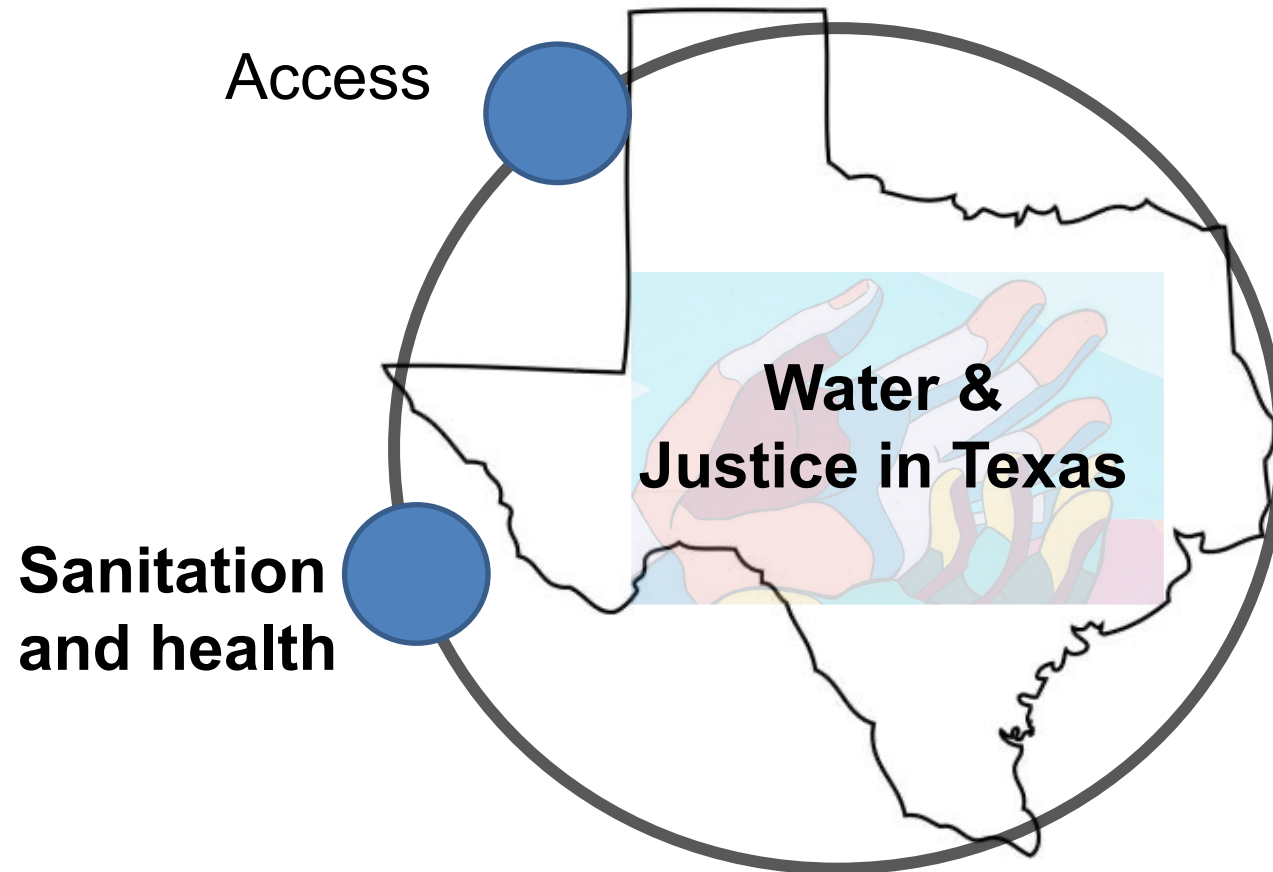 Access
Water &
Justice in Texas
Sanitation
and health